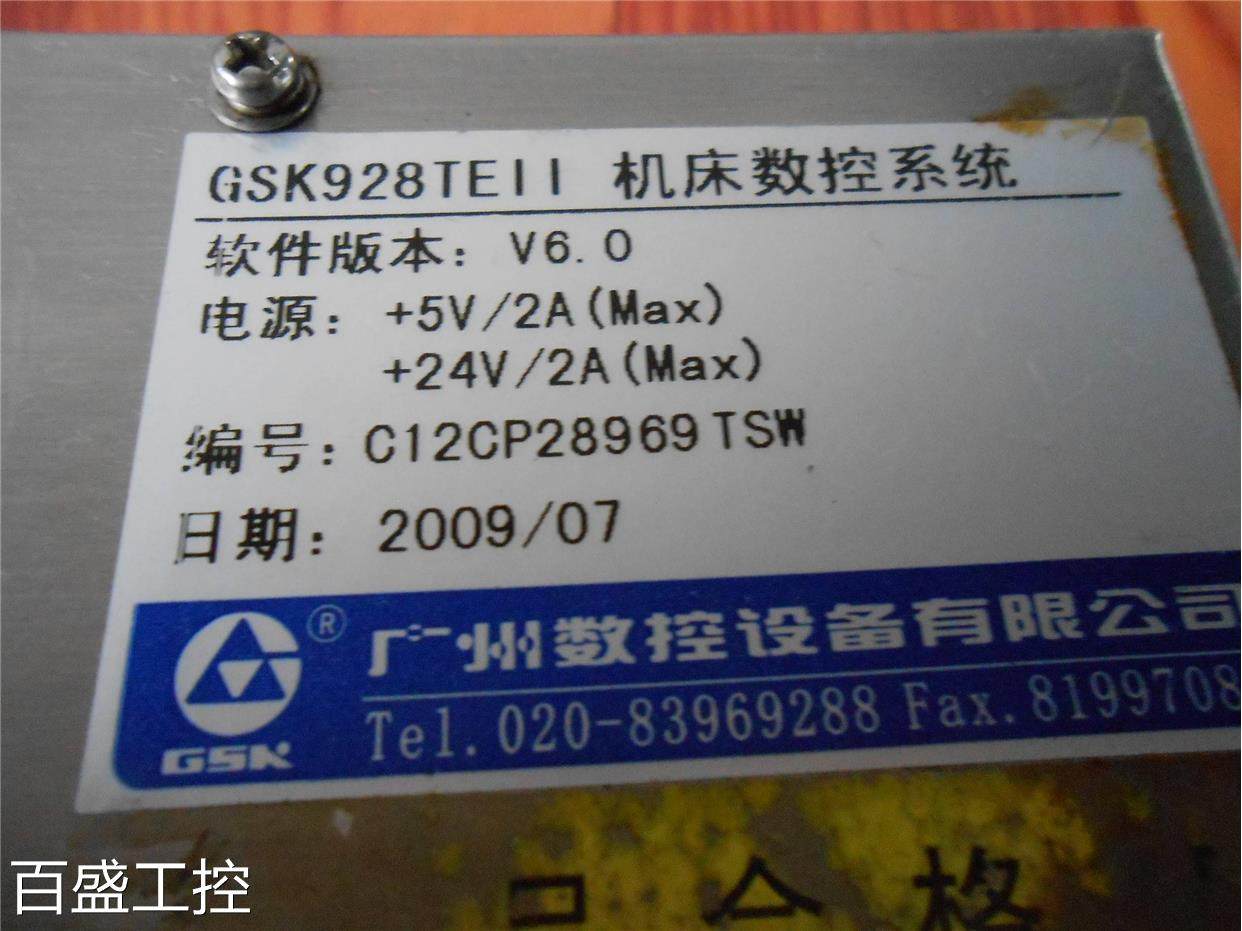 GSK928TEII 机床数控系统
软件版本：V6.0
电源：+5V/2A(Max)
+24V/2A(Max)
编号：C12CP28969TSW
日期：2009/07
® 广州数控设备有限公司
GSK
Tel.020-83969288 Fax.8199708
合格
百盛工控